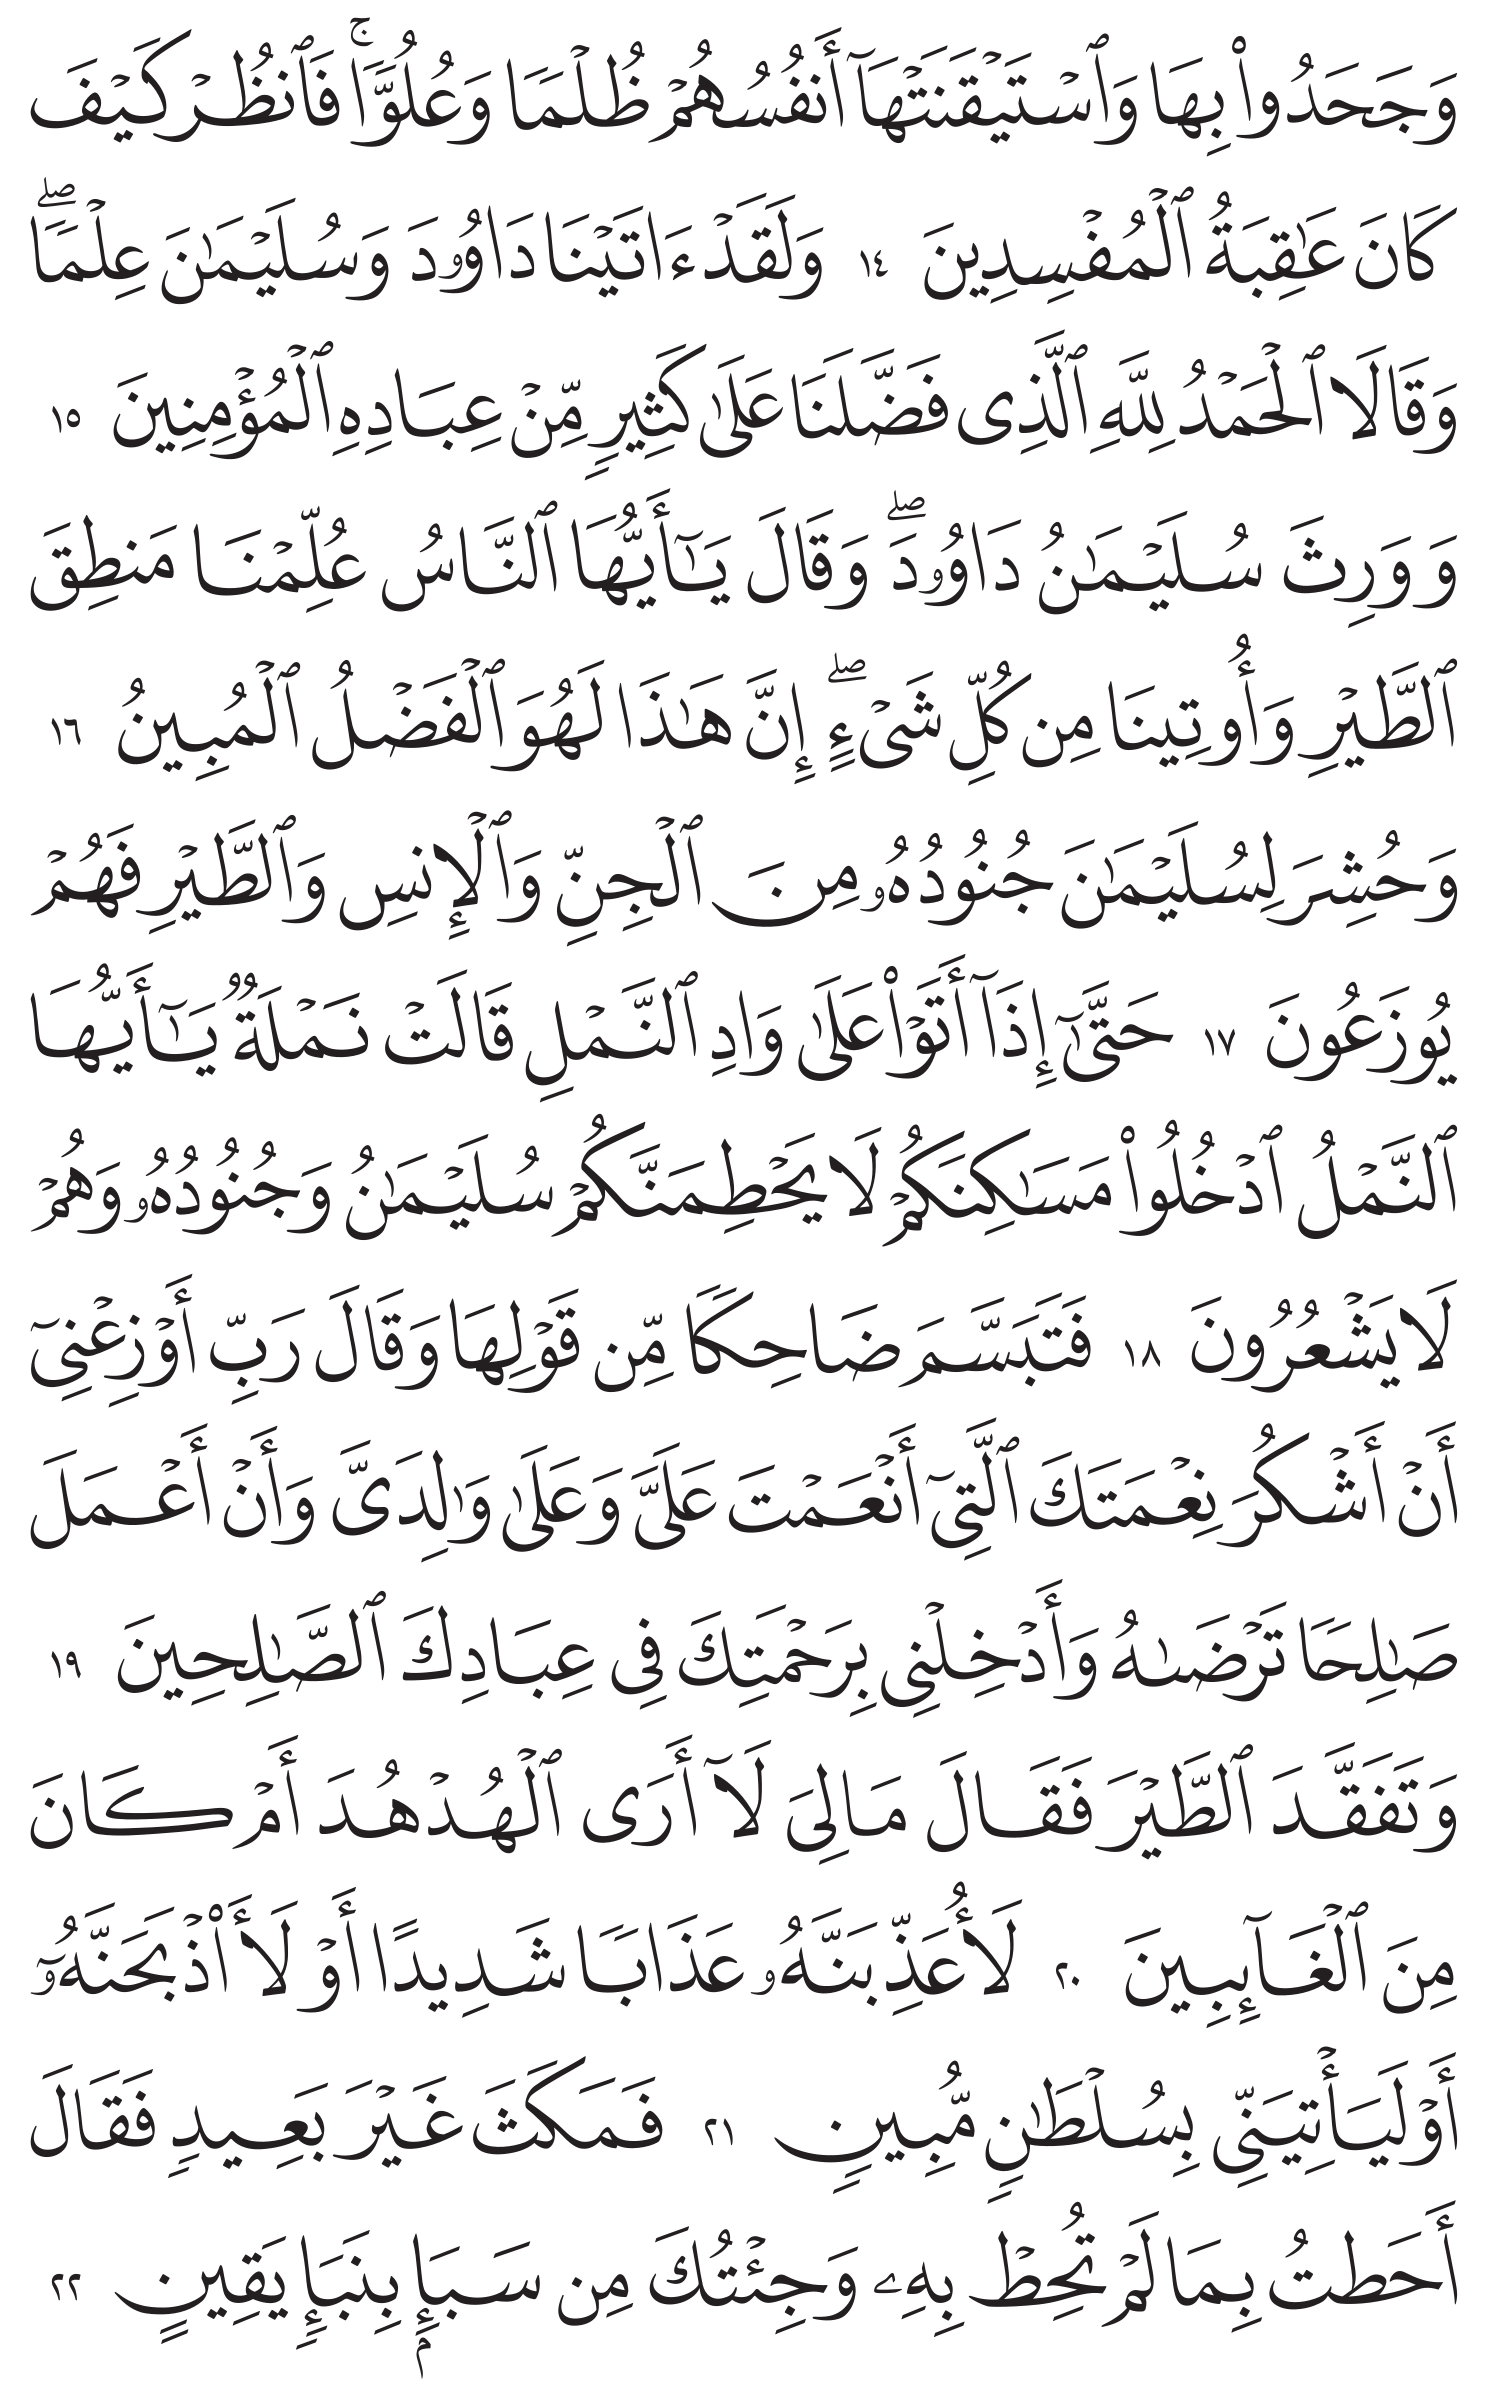 وَجَحَدُوا۟ بِهَا وَٱسْتَيْقَنَتْهَآ أَنفُسُهُمْ ظُلْمًا وَعُلُوًّا ۚ فَٱنظُرْ كَيْفَ
كَانَ عَـٰقِبَةُ ٱلْمُفْسِدِينَ ١٤ وَلَقَدْ ءَاتَيْنَا دَاوُۥدَ وَسُلَيْمَـٰنَ عِلْمًا ۖ
وَقَالَا ٱلْحَمْدُ لِلَّهِ ٱلَّذِى فَضَّلَنَا عَلَىٰ كَثِيرٍ مِّنْ عِبَادِهِ ٱلْمُؤْمِنِينَ ١٥
وَوَرِثَ سُلَيْمَـٰنُ دَاوُۥدَ ۖ وَقَالَ يَـٰٓأَيُّهَا ٱلنَّاسُ عُلِّمْنَا مَنطِقَ
ٱلطَّيْرِ وَأُوتِينَا مِن كُلِّ شَىْءٍ ۖ إِنَّ هَـٰذَا لَهُوَ ٱلْفَضْلُ ٱلْمُبِينُ ١٦
وَحُشِرَ لِسُلَيْمَـٰنَ جُنُودُهُۥ مِنَ ٱلْجِنِّ وَٱلْإِنسِ وَٱلطَّيْرِ فَهُمْ
يُوزَعُونَ ١٧ حَتَّىٰٓ إِذَآ أَتَوْا۟ عَلَىٰ وَادِ ٱلنَّمْلِ قَالَتْ نَمْلَةٌ يَـٰٓأَيُّهَا
ٱلنَّمْلُ ٱدْخُلُوا۟ مَسَـٰكِنَكُمْ لَا يَحْطِمَنَّكُمْ سُلَيْمَـٰنُ وَجُنُودُهُۥ وَهُمْ
لَا يَشْعُرُونَ ١٨ فَتَبَسَّمَ ضَاحِكًا مِّن قَوْلِهَا وَقَالَ رَبِّ أَوْزِعْنِىٓ
أَنْ أَشْكُرَ نِعْمَتَكَ ٱلَّتِىٓ أَنْعَمْتَ عَلَىَّ وَعَلَىٰ وَٰلِدَىَّ وَأَنْ أَعْمَلَ
صَـٰلِحًا تَرْضَىٰهُ وَأَدْخِلْنِى بِرَحْمَتِكَ فِى عِبَادِكَ ٱلصَّـٰلِحِينَ ١٩
وَتَفَقَّدَ ٱلطَّيْرَ فَقَالَ مَا لِىَ لَآ أَرَى ٱلْهُدْهُدَ أَمْ كَانَ
مِنَ ٱلْغَآئِبِينَ ٢٠ لَأُعَذِّبَنَّهُۥ عَذَابًا شَدِيدًا أَوْ لَأَا۟ذْبَحَنَّهُۥٓ
أَوْ لَيَأْتِيَنِّى بِسُلْطَـٰنٍ مُّبِينٍ ٢١ فَمَكَثَ غَيْرَ بَعِيدٍ فَقَالَ
أَحَطتُ بِمَا لَمْ تُحِطْ بِهِۦ وَجِئْتُكَ مِن سَبَإٍۭ بِنَبَإٍ يَقِينٍ ٢٢